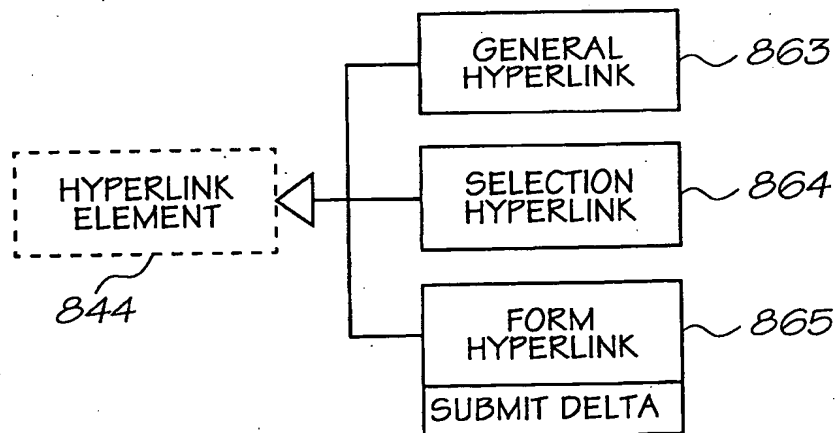 GENERAL
HYPERLINK
863
HYPERLINK
ELEMENT
844
SELECTION
HYPERLINK
864
FORM
HYPERLINK
865
SUBMIT DELTA